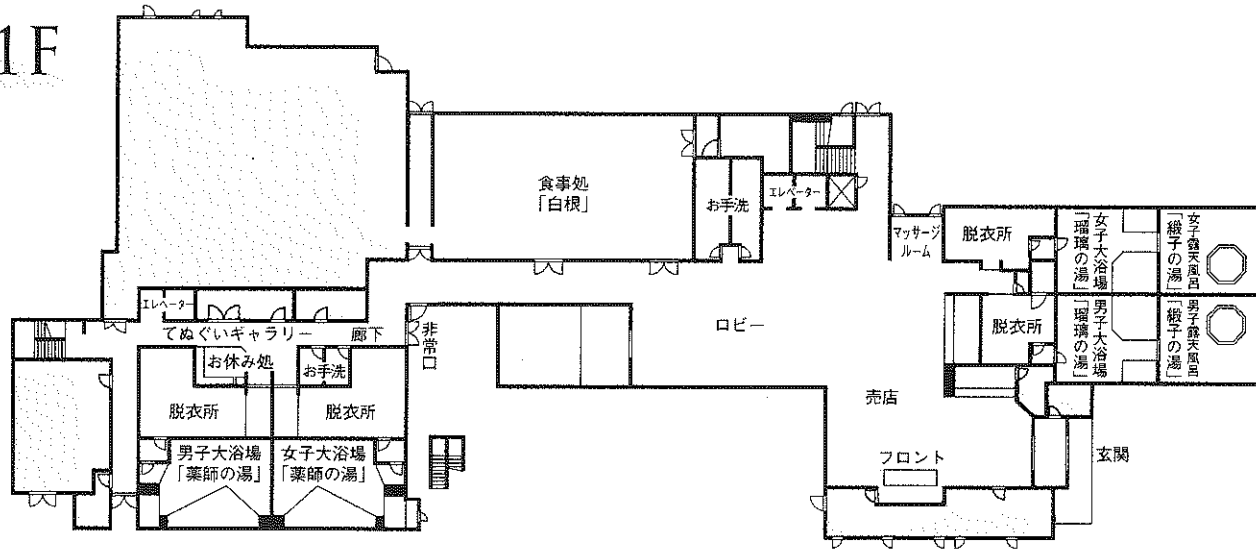 1F
食事処
「白根」
お手洗
エレベーター
マッサージ
ルーム
脱衣所
女子大浴場
「瑠璃の湯」
女子露天風呂
「緞子の湯」
エレベーター
てぬぐいギャラリー
廊下
非常口
ロビー
脱衣所
男子大浴場
「瑠璃の湯」
男子露天風呂
「緞子の湯」
お休み処
お手洗
脱衣所
脱衣所
売店
男子大浴場
「薬師の湯」
女子大浴場
「薬師の湯」
フロント
玄関